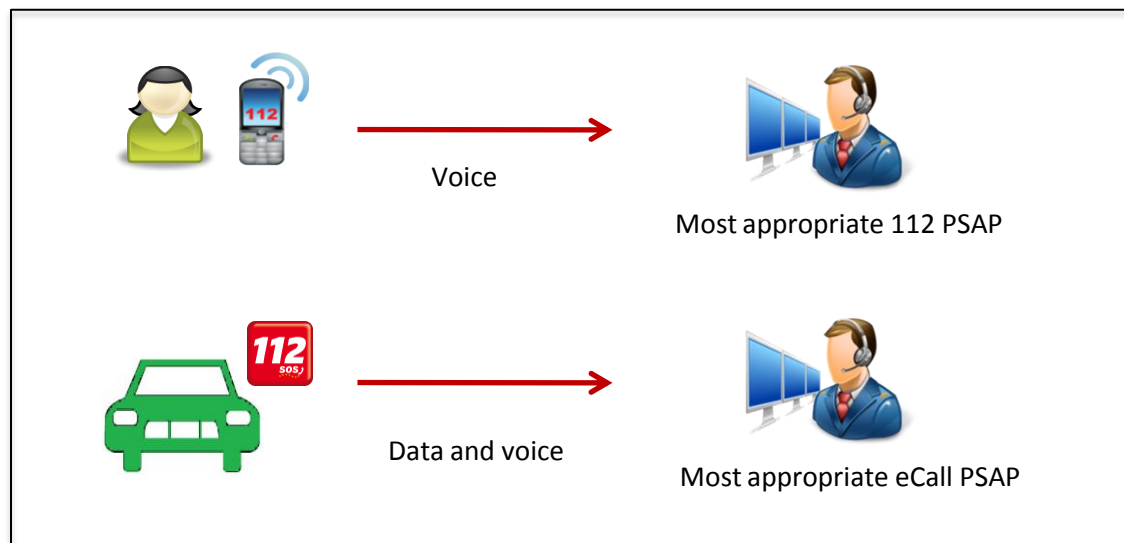 112
Voice
Most appropriate 112 PSAP
112
SOS
Data and voice
Most appropriate eCall PSAP